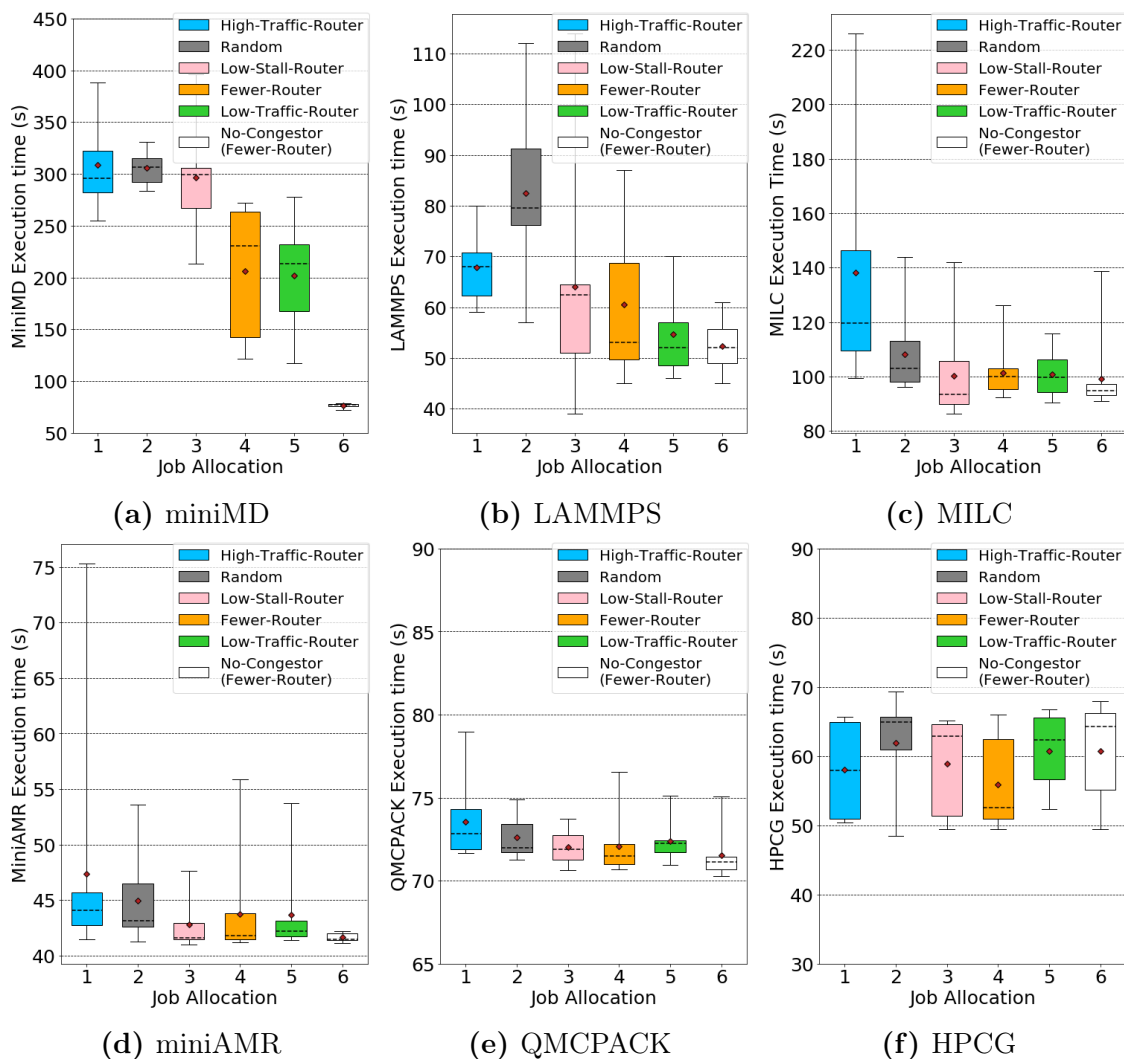 MiniMD Execution time (s)
450
400
350
300
250
200
150
100
50
High-Traffic-Router
Random
Low-Stall-Router
Fewer-Router
Low-Traffic-Router
No-Congestor
(Fewer-Router)
1 2 3 4 5 6
Job Allocation
(a) miniMD
LAMMPS Execution time (s)
110
100
90
80
70
60
50
40
High-Traffic-Router
Random
Low-Stall-Router
Fewer-Router
Low-Traffic-Router
No-Congestor
(Fewer-Router)
1 2 3 4 5 6
Job Allocation
(b) LAMMPS
MILC Execution Time (s)
220
200
180
160
140
120
100
80
High-Traffic-Router
Random
Low-Stall-Router
Fewer-Router
Low-Traffic-Router
No-Congestor
(Fewer-Router)
1 2 3 4 5 6
Job Allocation
(c) MILC
MiniAMR Execution time (s)
75
70
65
60
55
50
45
40
High-Traffic-Router
Random
Low-Stall-Router
Fewer-Router
Low-Traffic-Router
No-Congestor
(Fewer-Router)
1 2 3 4 5 6
Job Allocation
(d) miniAMR
QMCPACK Execution time (s)
90
85
80
75
70
65
High-Traffic-Router
Random
Low-Stall-Router
Fewer-Router
Low-Traffic-Router
No-Congestor
(Fewer-Router)
1 2 3 4 5 6
Job Allocation
(e) QMCPACK
HPCG Execution time (s)
90
80
70
60
50
40
30
High-Traffic-Router
Random
Low-Stall-Router
Fewer-Router
Low-Traffic-Router
No-Congestor
(Fewer-Router)
1 2 3 4 5 6
Job Allocation
(f) HPCG